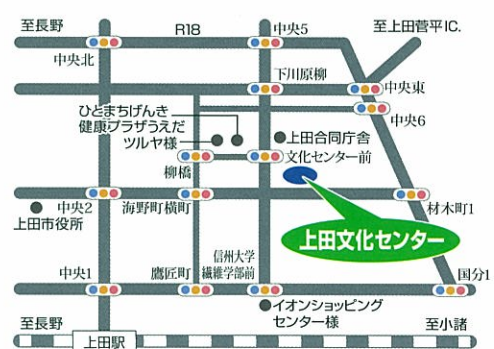 至長野
R18
中央5
至上田菅平IC.
中央北
下川原柳
中央東
ひとまちげんき
健康プラザうえだ
ツルヤ様
中央6
上田合同庁舎
文化センター前
柳橋
中央2
海野町横町
材木町1
上田市役所
上田文化センター
中央1
鷹匠町
信州大学
繊維学部前
国分1
イオンショッピング
センター様
至長野
至小諸
上田駅